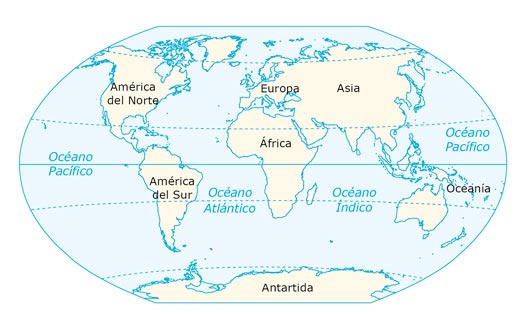 América
del Norte
Europa
Asia
África
Océano
Pacífico
Océano
Pacífico
América
del Sur
Océano
Atlántico
Océano
Índico
Oceanía
Antartida